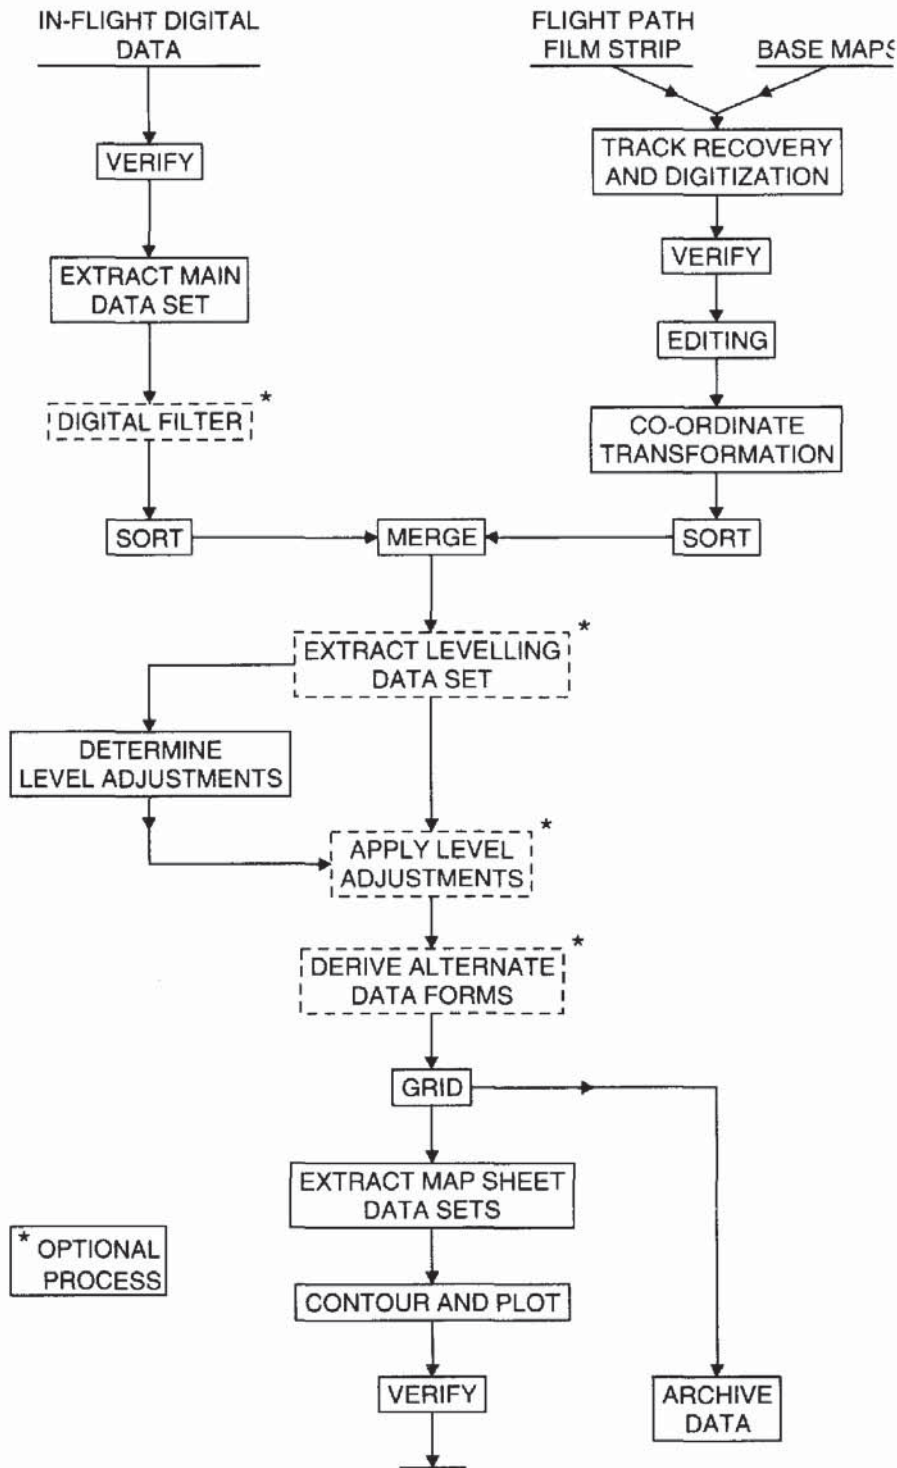 IN-FLIGHT DIGITAL
DATA
FLIGHT PATH
FILM STRIP
BASE MAPS
VERIFY
TRACK RECOVERY
AND DIGITIZATION
EXTRACT MAIN
DATA SET
VERIFY
EDITING
DIGITAL FILTER *
CO-ORDINATE
TRANSFORMATION
SORT
MERGE
SORT
EXTRACT LEVELLING *
DATA SET
DETERMINE
LEVEL ADJUSTMENTS
APPLY LEVEL *
ADJUSTMENTS
DERIVE ALTERNATE *
DATA FORMS
GRID
EXTRACT MAP SHEET
DATA SETS
* OPTIONAL
PROCESS
CONTOUR AND PLOT
VERIFY
ARCHIVE
DATA